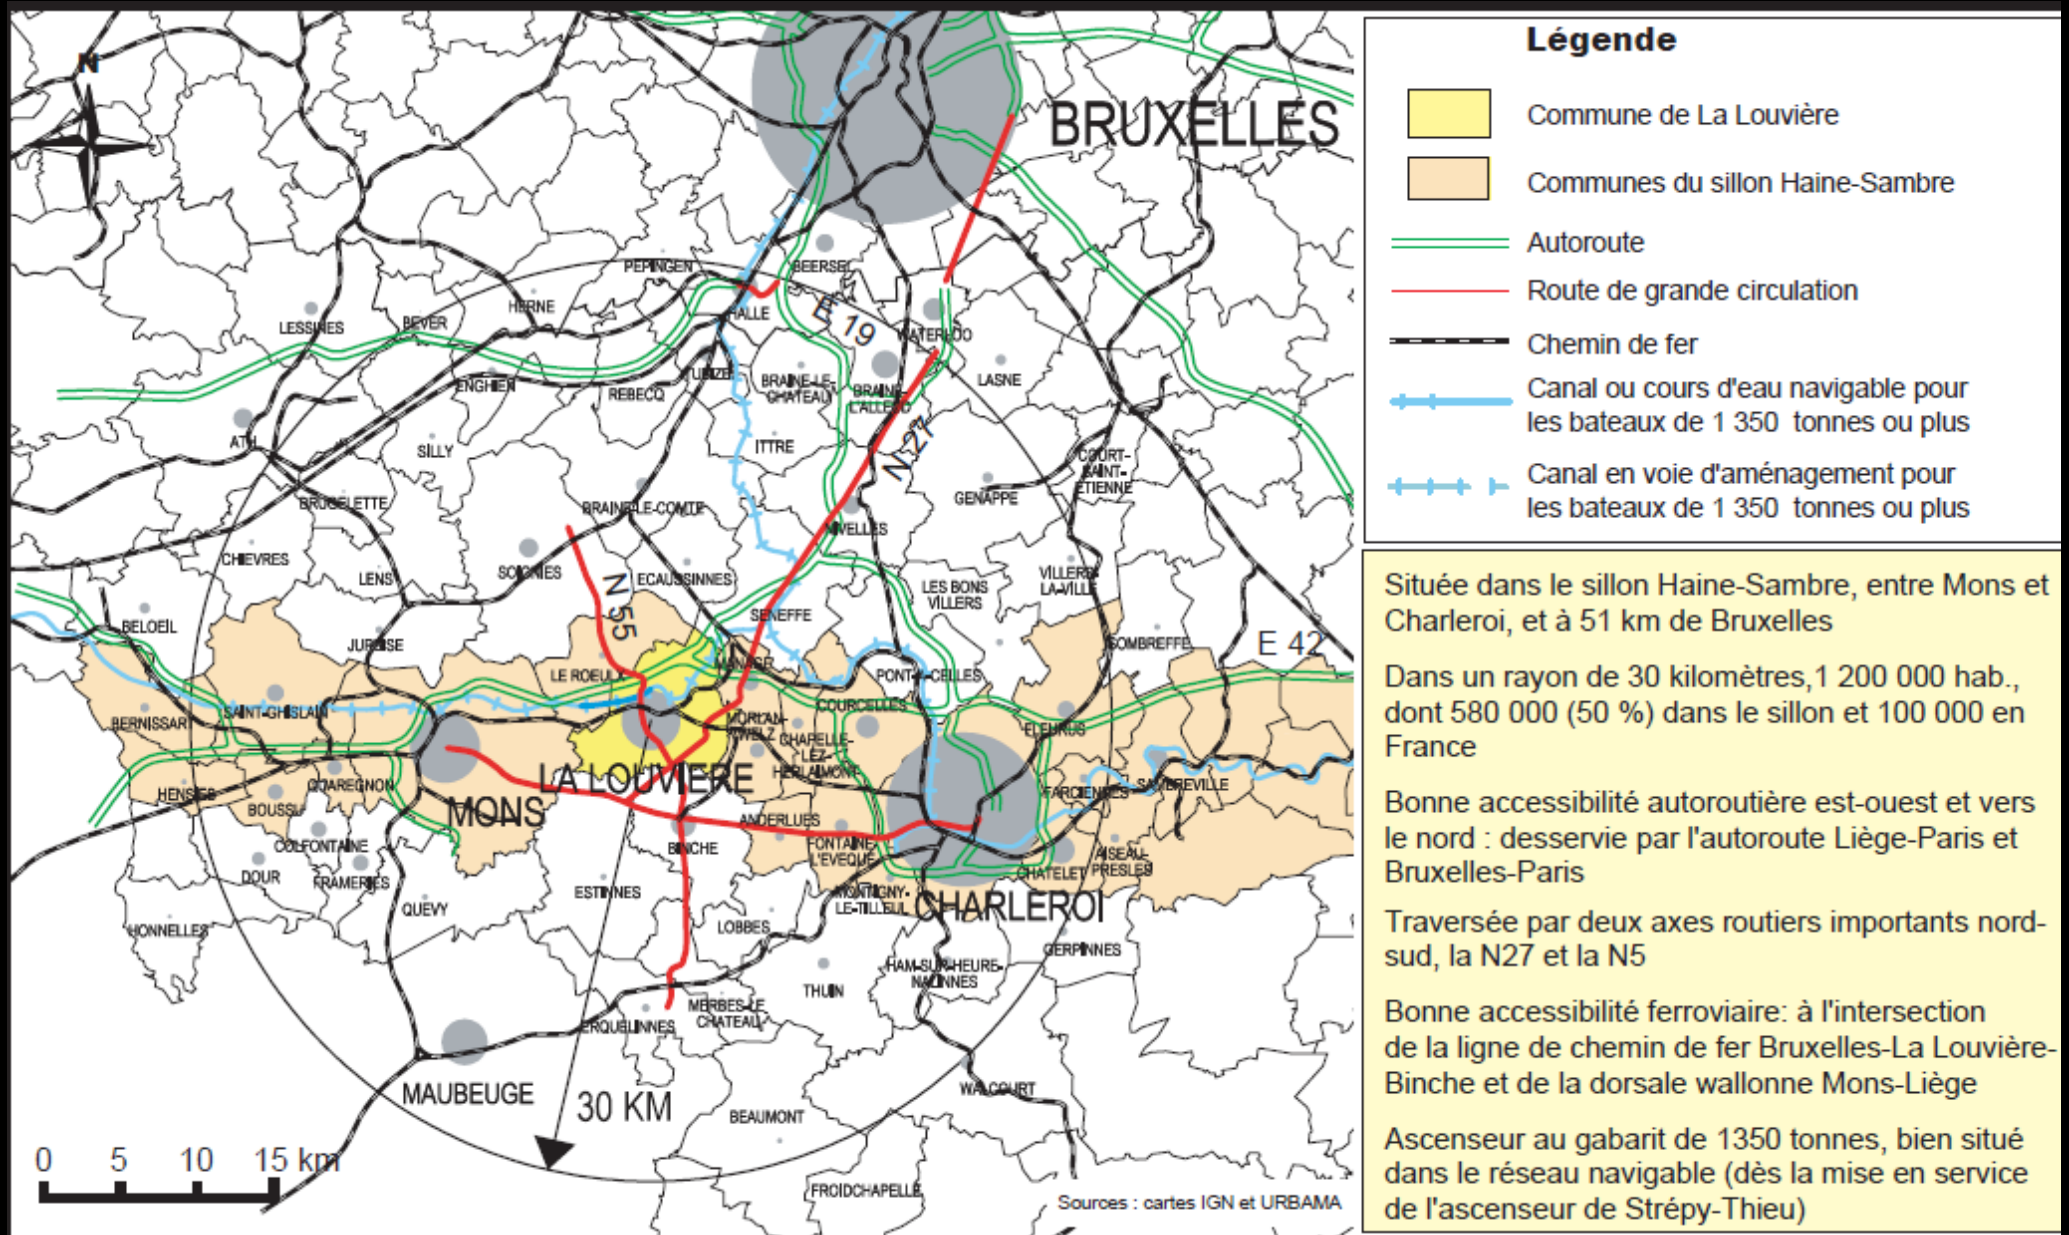 N
BRUXELLES
PEPINGEN
BEERSEL
HERNE
LESSINES
BEVER
HALLE
E 19
WATERLOO
ENGHIEN
TUBIZE
REBECQ
BRAINE-LE-
CHATEAU
BRAINE-
L'ALLEUD
LASNE
ATH
SILLY
ITTRE
N 27
COURT-
SAINT-
ETIENNE
BRUGELETTE
BRAINE-LE-COMTE
GENAPPE
NIVELLES
CHIEVRES
LENS
SOIGNIES
ECAUSSINNES
LES BONS
VILLERS
VILLERS-
LA-VILLE
N 55
SENEFFE
BELOEIL
JURBISE
SOMBREFFE
E 42
LE ROEULX
MANAGE
PONT-A-CELLES
BERNISSART
SAINT-GHISLAIN
MORLAN-
WELZ
COURCELLES
CHAPELLE-
LEZ-
HERLAIMONT
FLEURUS
HENSIES
QUAREGNON
LA LOUVIERE
FARCIENNES
SAMBREVILLE
BOUSSU
MONS
ANDERLUES
COLFONTAINE
BINCHE
FONTAINE-
L'EVEQUE
AISEAU-
PRESLES
DOUR
FRAMERIES
CHATELET
QUEVY
ESTINNES
MONTIGNY-
LE-TILLEUL
CHARLEROI
HONNELLES
LOBBES
GERPINNES
HAM-SUR-HEURE-
NALINNES
THUIN
MERBES-LE-
CHATEAU
ERQUELINNES
MAUBEUGE
30 KM
WALCOURT
BEAUMONT
0 5 10 15 km
FROIDCHAPELLE
Sources : cartes IGN et URBAMA
Légende
Commune de La Louvière
Communes du sillon Haine-Sambre
Autoroute
Route de grande circulation
Chemin de fer
Canal ou cours d'eau navigable pour
les bateaux de 1 350 tonnes ou plus
Canal en voie d'aménagement pour
les bateaux de 1 350 tonnes ou plus
Située dans le sillon Haine-Sambre, entre Mons et
Charleroi, et à 51 km de Bruxelles
Dans un rayon de 30 kilomètres,1 200 000 hab.,
dont 580 000 (50 %) dans le sillon et 100 000 en
France
Bonne accessibilité autoroutière est-ouest et vers
le nord : desservie par l'autoroute Liège-Paris et
Bruxelles-Paris
Traversée par deux axes routiers importants nord-
sud, la N27 et la N5
Bonne accessibilité ferroviaire: à l'intersection
de la ligne de chemin de fer Bruxelles-La Louvière-
Binche et de la dorsale wallonne Mons-Liège
Ascenseur au gabarit de 1350 tonnes, bien situé
dans le réseau navigable (dès la mise en service
de l'ascenseur de Strépy-Thieu)